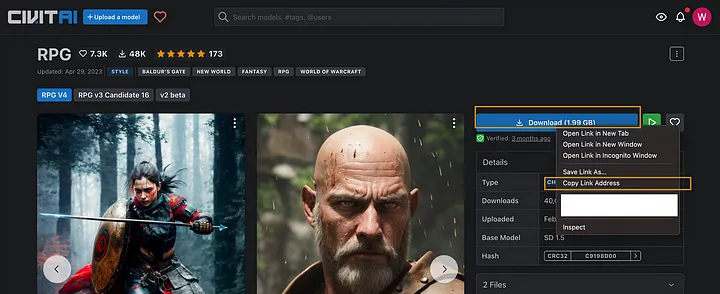 CIVITAI
+ Upload a model
Search models, #tags, @users
W
RPG
7.3K
48K
173
Updated: Apr 29, 2023
STYLE
BALDUR'S GATE
NEW WORLD
FANTASY
RPG
WORLD OF WARCRAFT
RPG V4
RPG v3 Candidate 16
v2 beta
Download (1.99 GB)
Verified: 3 months ago
Open Link in New Tab
Open Link in New Window
Open Link in Incognito Window
Save Link As...
Copy Link Address
Inspect
Details
Type
CH
Downloads
40,
Uploaded
Feb
Base Model
SD 1.5
Hash
CRC32
C9198D00
2 Files